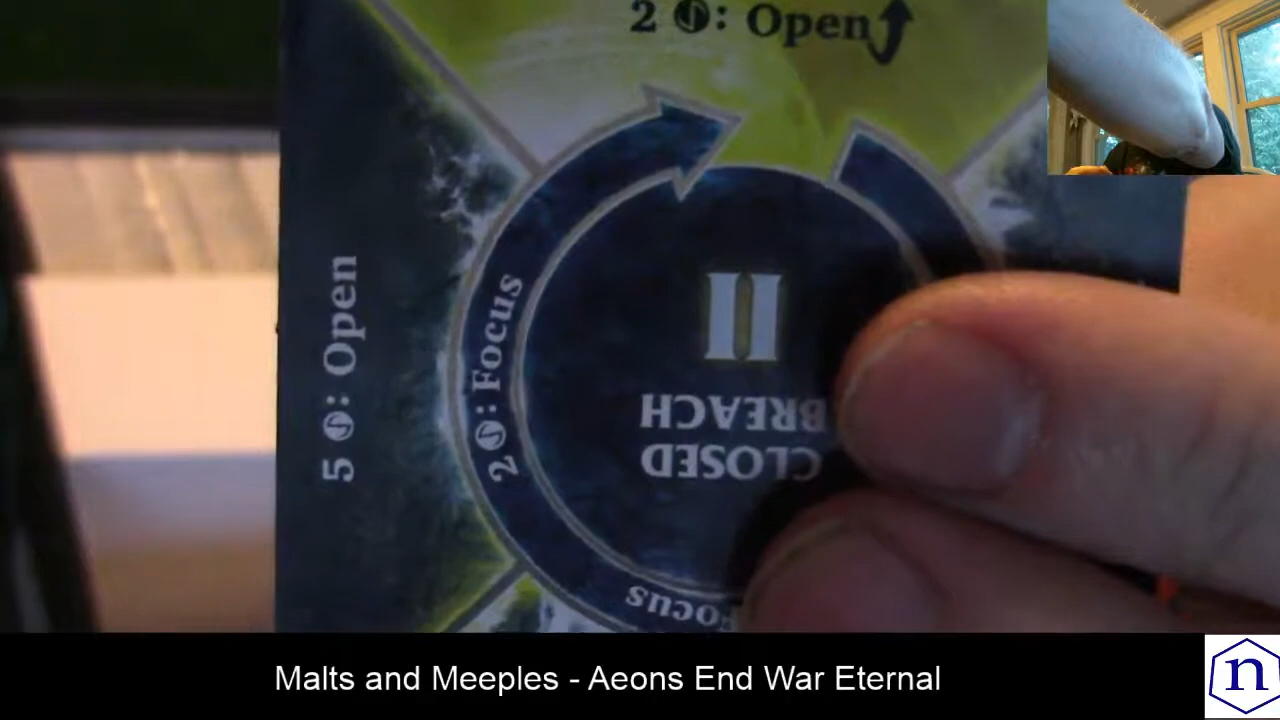 2 : Open
5 : Open
2 : Focus
II
CLOSED
BREACH
Focus
Malts and Meeples - Aeons End War Eternal
n